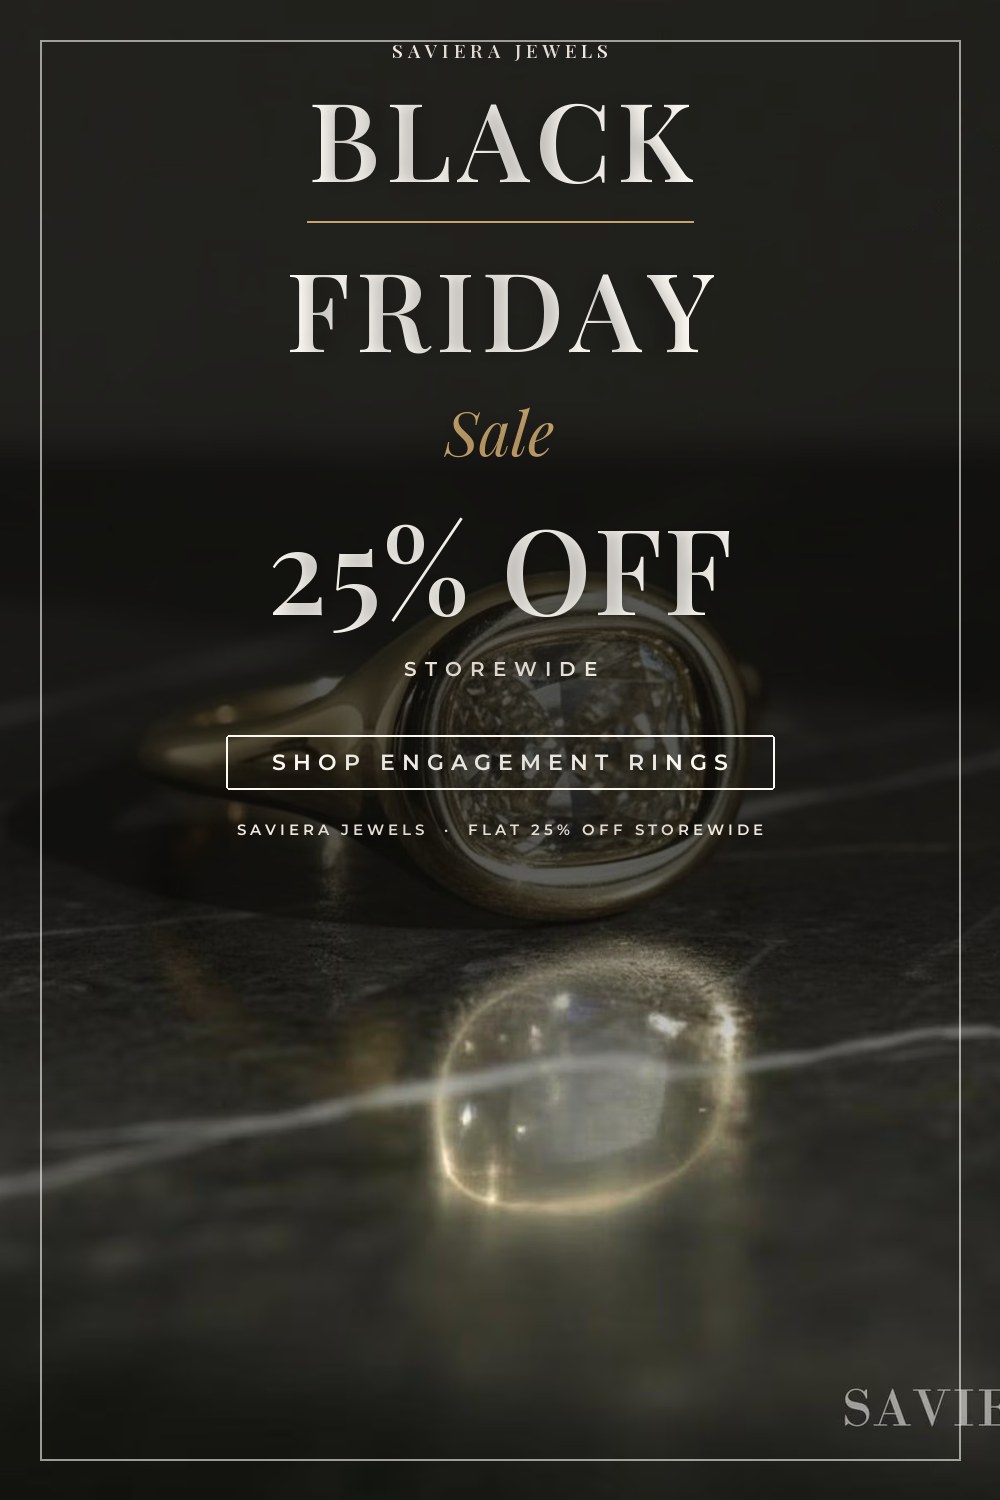 SAVIERA JEWELS
BLACK
FRIDAY
Sale
25% OFF
STOREWIDE
SHOP ENGAGEMENT RINGS
SAVIERA JEWELS · FLAT 25% OFF STOREWIDE